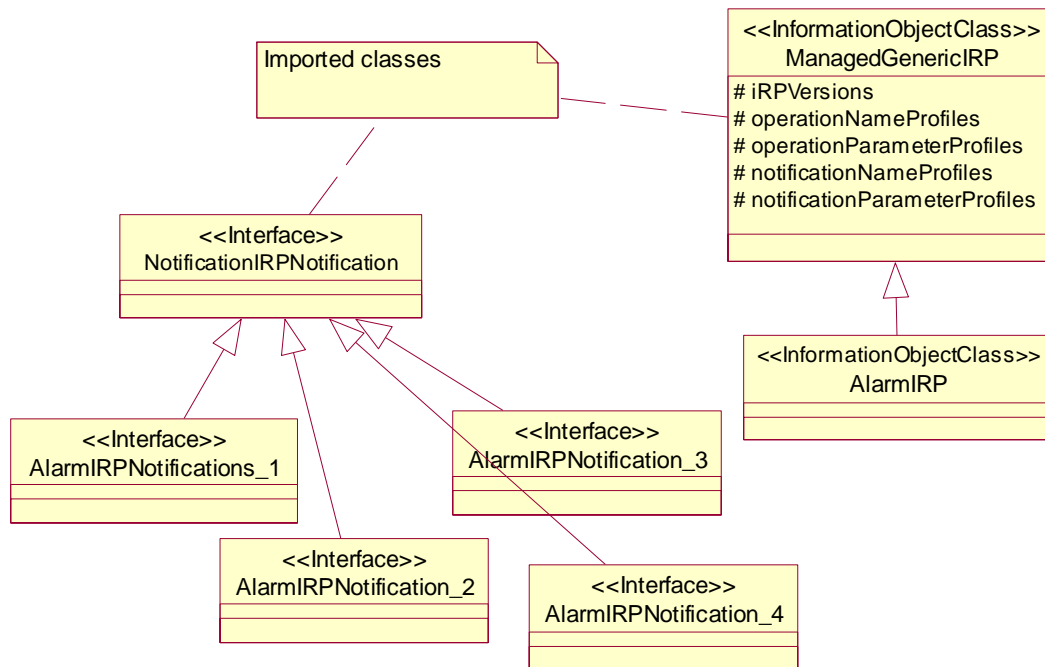 Imported classes
<<InformationObjectClass>>
ManagedGenericIRP
# iRPVersions
# operationNameProfiles
# operationParameterProfiles
# notificationNameProfiles
# notificationParameterProfiles
<<Interface>>
NotificationIRPNotification
<<InformationObjectClass>>
AlarmIRP
<<Interface>>
AlarmIRPNotifications_1
<<Interface>>
AlarmIRPNotification_3
<<Interface>>
AlarmIRPNotification_2
<<Interface>>
AlarmIRPNotification_4